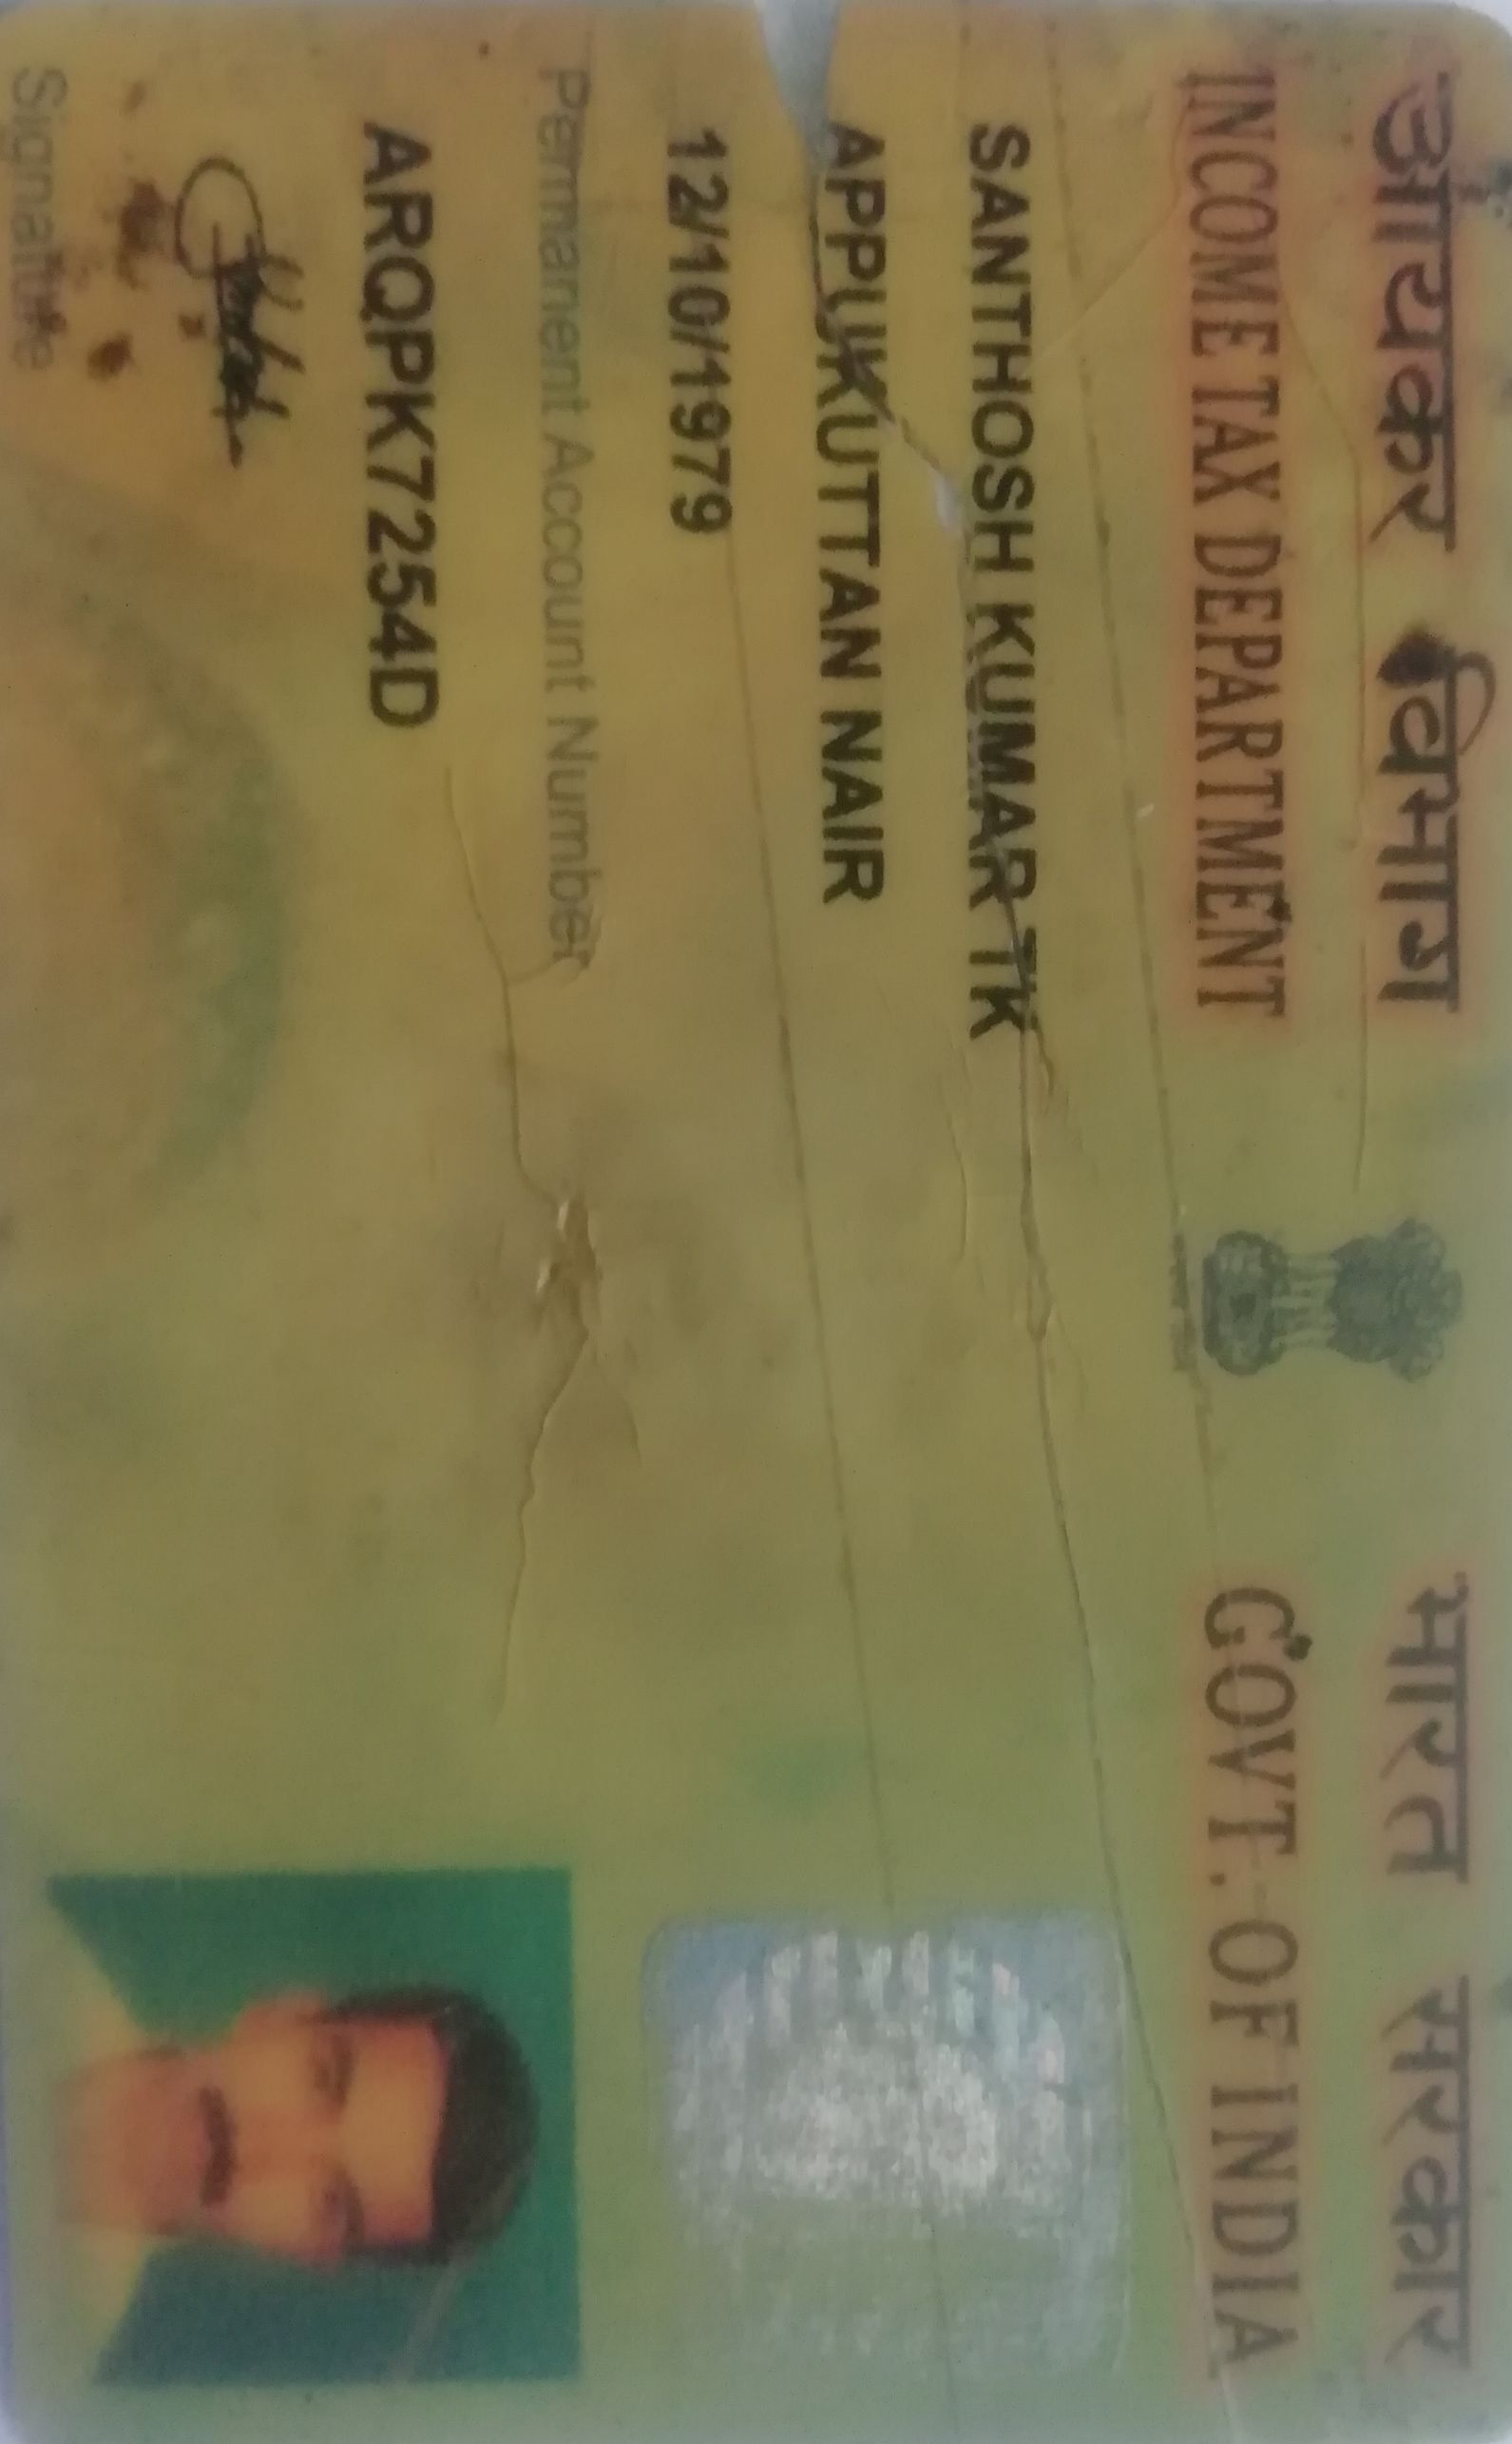 आयकर विभाग
INCOME TAX DEPARTMENT
भारत सरकार
GOVT. OF INDIA
SANTHOSH KUMAR TK
APPUKUTTAN NAIR
12/10/1979
Permanent Account Number
ARQPK7254D
Signature